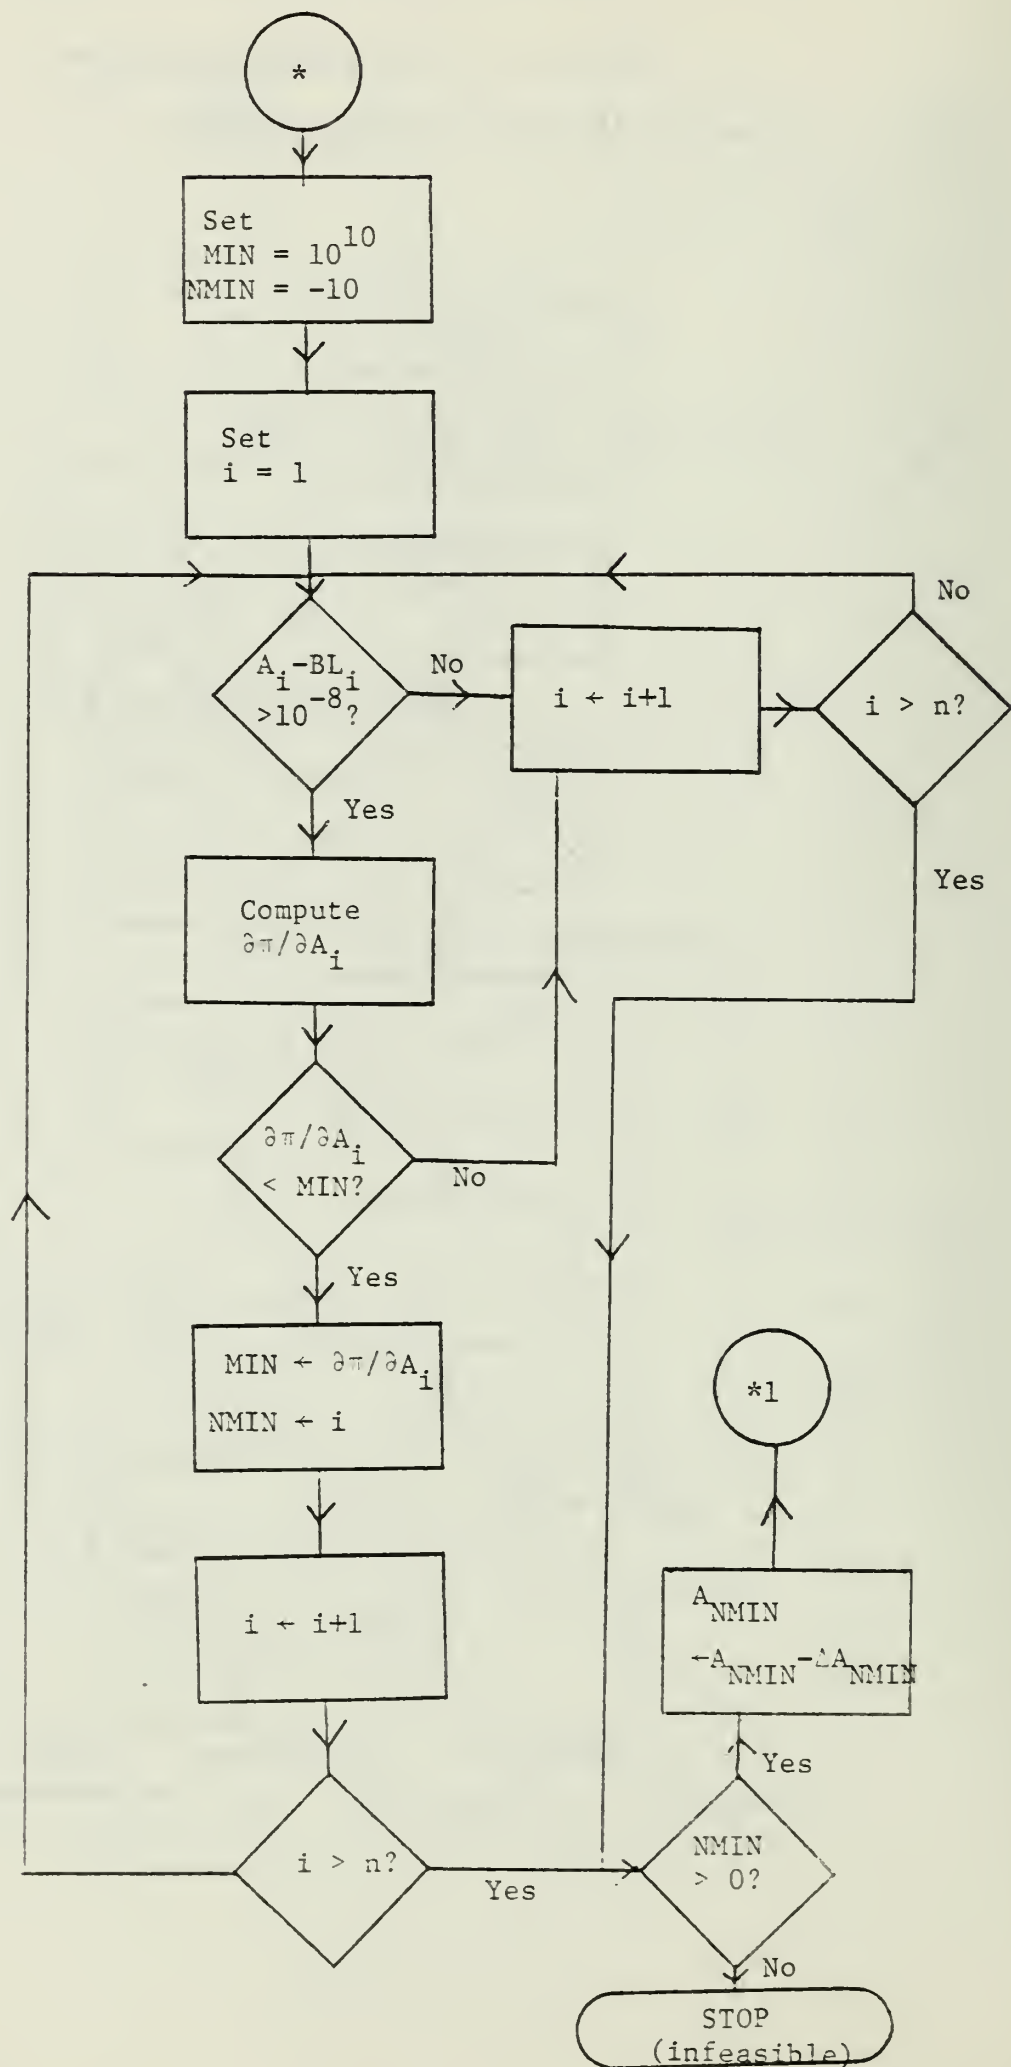 *
Set
MIN = 10^10
NMIN = -10
Set
i = 1
A_i-BL_i
>10^-8?
No
i ← i+1
i > n?
No
Yes
Yes
Compute
∂π/∂A_i
∂π/∂A_i
< MIN?
No
Yes
MIN ← ∂π/∂A_i
NMIN ← i
*1
i ← i+1
A_NMIN
←A_NMIN-ΔA_NMIN
Yes
i > n?
Yes
NMIN
> 0?
No
STOP
(infeasible)